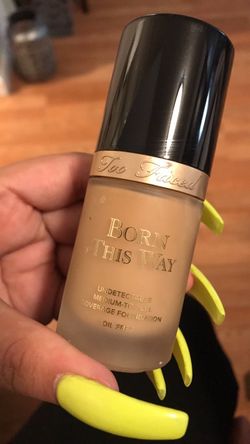 Too Faced
BORN
THIS WAY
UNDETECTABLE
MEDIUM-TO-FULL
COVERAGE FOUNDATION
OIL FREE